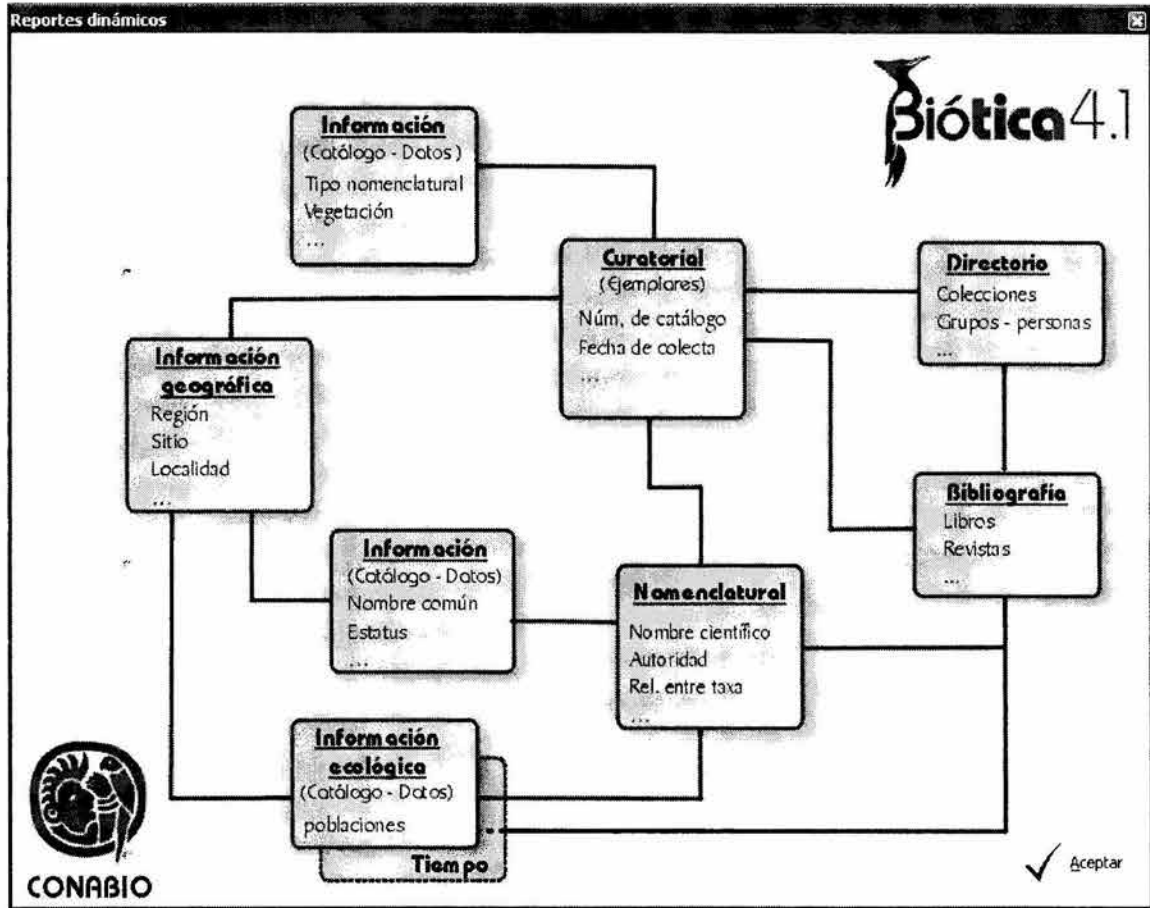 Reportes dinámicos
Biótica 4.1
Información
(Catálogo - Datos )
Tipo nomenclatural
Vegetación
...
Curatorial
(Ejemplares)
Núm. de catálogo
Fecha de colecta
...
Directorio
Colecciones
Grupos - personas
...
Información
geográfica
Región
Sitio
Localidad
...
Bibliografía
Libros
Revistas
...
Información
(Catálogo - Datos)
Nombre común
Estatus
...
Nomenclatural
Nombre científico
Autoridad
Rel. entre taxa
...
Información
ecológica
(Catálogo - Datos)
poblaciones
Tiempo
CONABIO
Aceptar